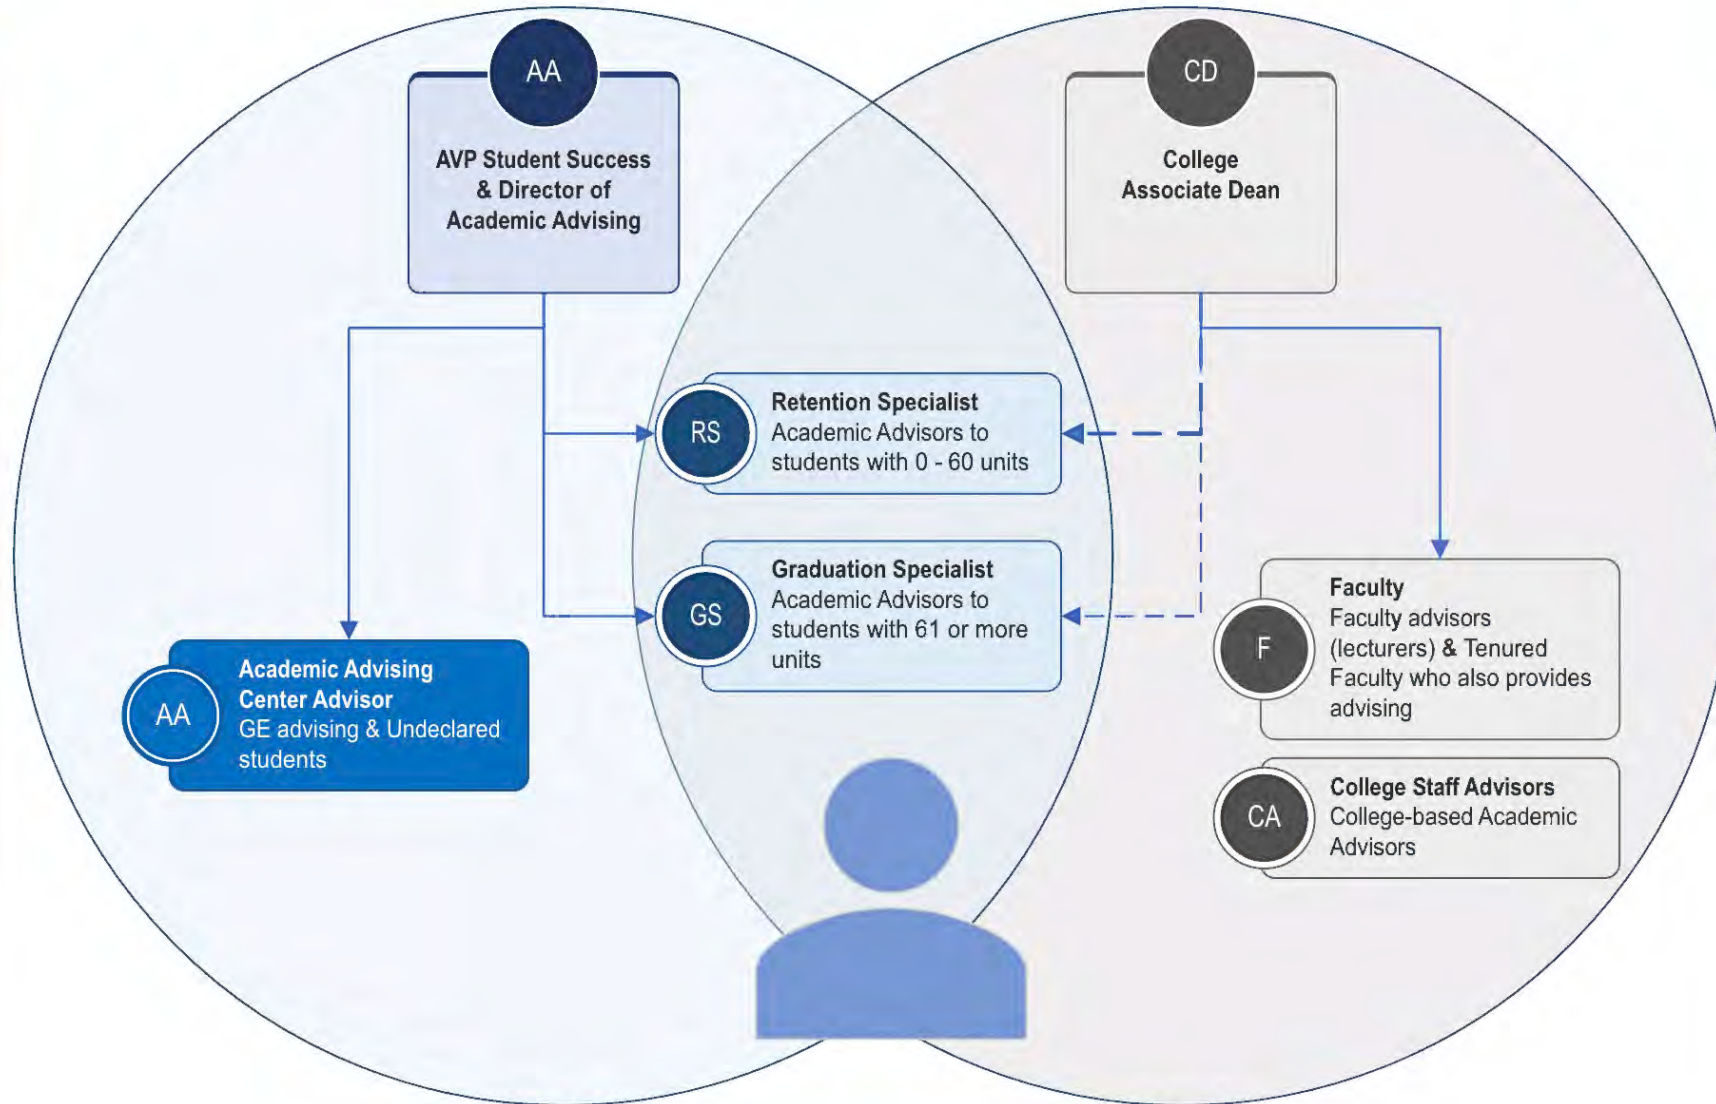 AA
AVP Student Success
& Director of
Academic Advising
CD
College
Associate Dean
RS
Retention Specialist
Academic Advisors to
students with 0 - 60 units
GS
Graduation Specialist
Academic Advisors to
students with 61 or more
units
AA
Academic Advising
Center Advisor
GE advising & Undeclared
students
F
Faculty
Faculty advisors
(lecturers) & Tenured
Faculty who also provides
advising
CA
College Staff Advisors
College-based Academic
Advisors